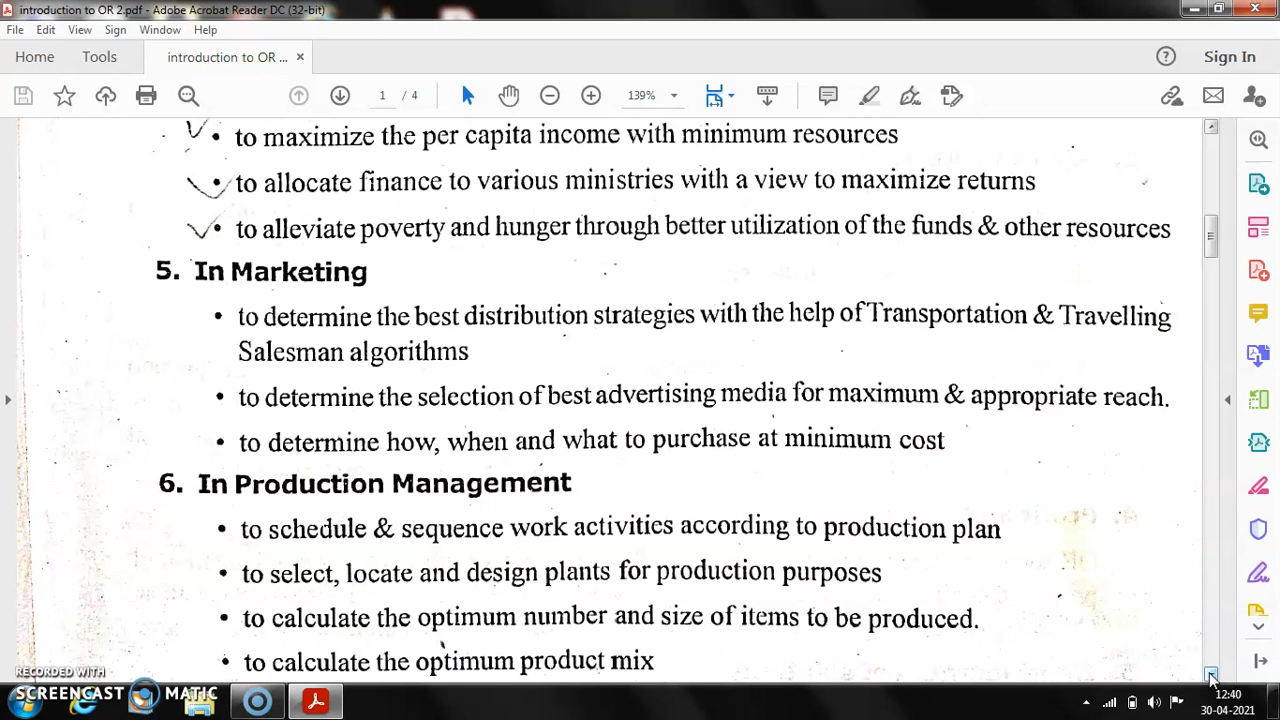 introduction to OR 2.pdf - Adobe Acrobat Reader DC (32-bit)
File Edit View Sign Window Help
Home Tools introduction to OR ... × Sign In
1 / 4 139%
• to maximize the per capita income with minimum resources
• to allocate finance to various ministries with a view to maximize returns
• to alleviate poverty and hunger through better utilization of the funds & other resources
5. In Marketing
• to determine the best distribution strategies with the help of Transportation & Travelling
Salesman algorithms
• to determine the selection of best advertising media for maximum & appropriate reach.
• to determine how, when and what to purchase at minimum cost
6. In Production Management
• to schedule & sequence work activities according to production plan
• to select, locate and design plants for production purposes
• to calculate the optimum number and size of items to be produced.
• to calculate the optimum product mix
RECORDED WITH
SCREENCAST MATIC
12:40
30-04-2021